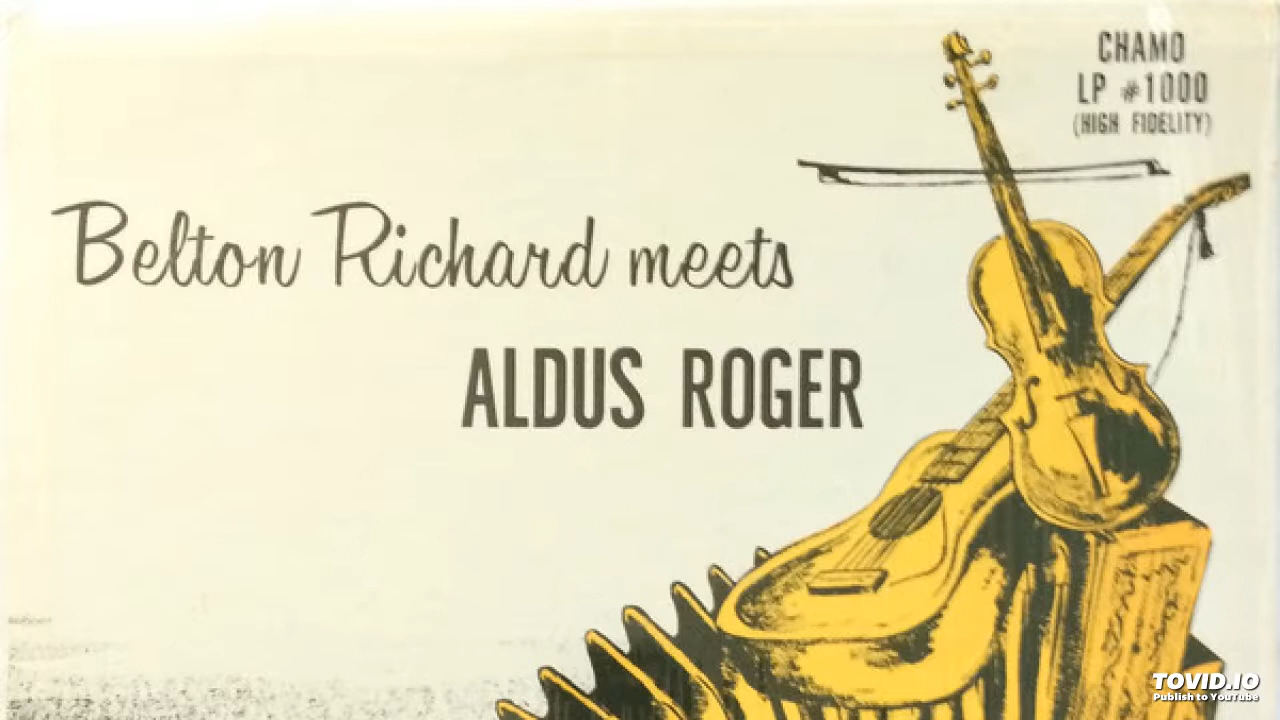 CHAMO
LP #1000
(HIGH FIDELITY)
Belton Richard meets
ALDUS ROGER
TOVID.IO
Publish to YouTube